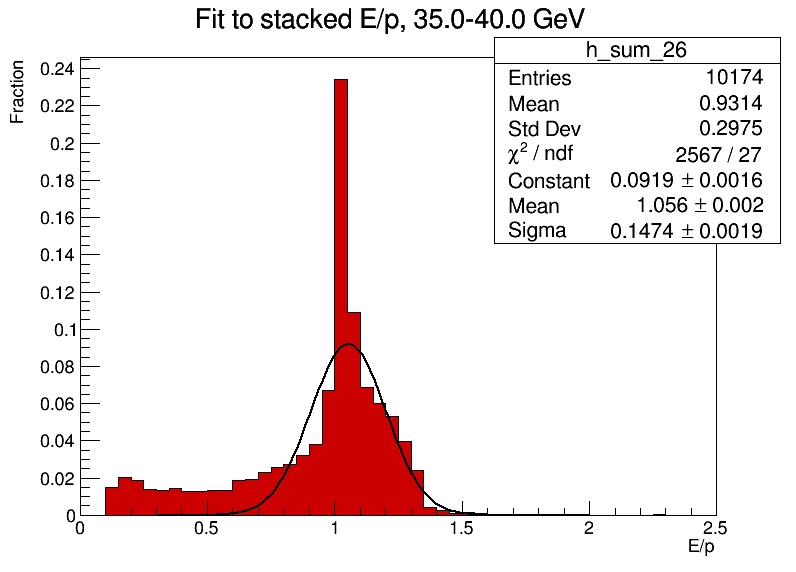 Fit to stacked E/p, 35.0-40.0 GeV
h_sum_26
Entries 10174
Mean 0.9314
Std Dev 0.2975
χ² / ndf 2567 / 27
Constant 0.0919 ± 0.0016
Mean 1.056 ± 0.002
Sigma 0.1474 ± 0.0019
Fraction
0.24
0.22
0.2
0.18
0.16
0.14
0.12
0.1
0.08
0.06
0.04
0.02
0
0 0.5 1 1.5 2 2.5
E/p